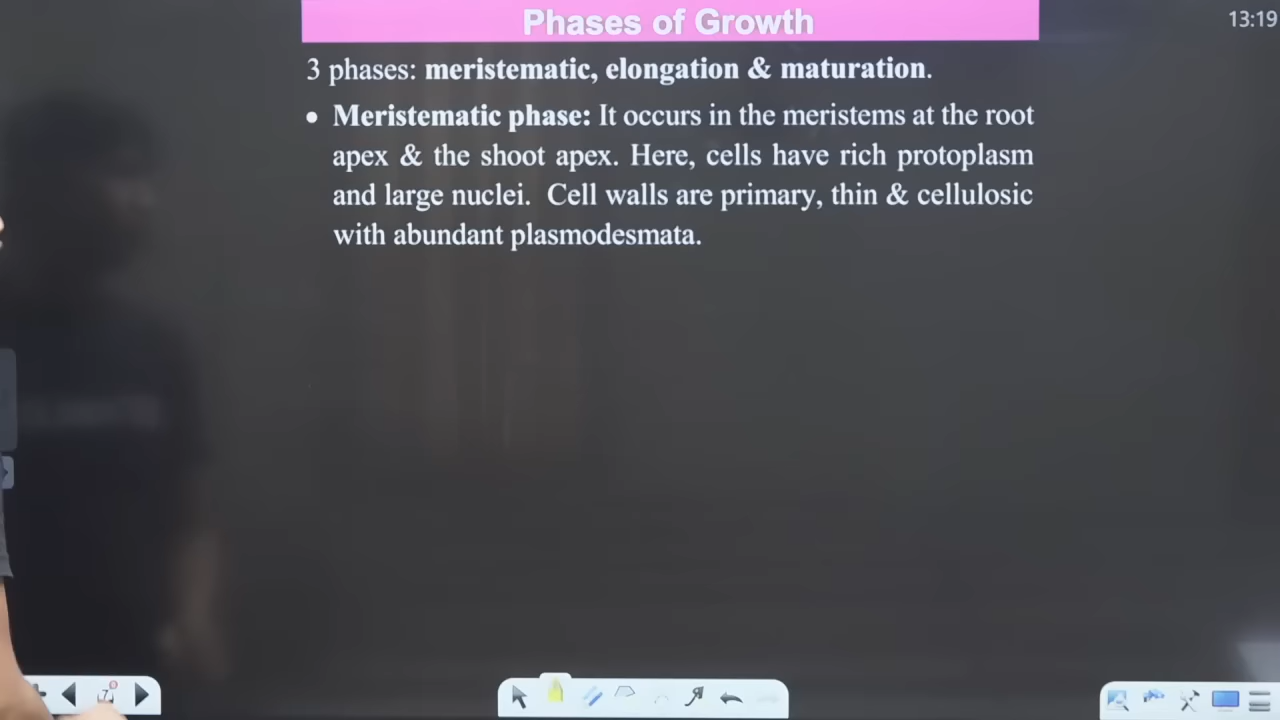 Phases of Growth
13:19
3 phases: meristematic, elongation & maturation.
• Meristematic phase: It occurs in the meristems at the root
apex & the shoot apex. Here, cells have rich protoplasm
and large nuclei. Cell walls are primary, thin & cellulosic
with abundant plasmodesmata.